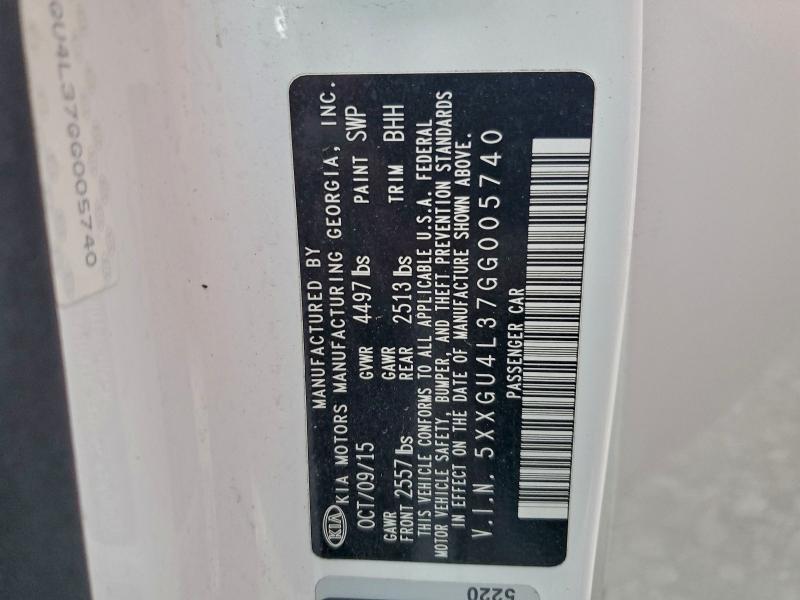 QU4L37GG005740
MANUFACTURED BY
KIA KIA MOTORS MANUFACTURING GEORGIA, INC.
OCT/09/15 GVWR 4497 lbs PAINT SWP
GAWR FRONT 2557 lbs GAWR REAR 2513 lbs TRIM BHH
THIS VEHICLE CONFORMS TO ALL APPLICABLE U.S.A. FEDERAL
MOTOR VEHICLE SAFETY, BUMPER, AND THEFT PREVENTION STANDARDS
IN EFFECT ON THE DATE OF MANUFACTURE SHOWN ABOVE.
V.I.N. 5XXGU4L37GG005740
PASSENGER CAR
5220